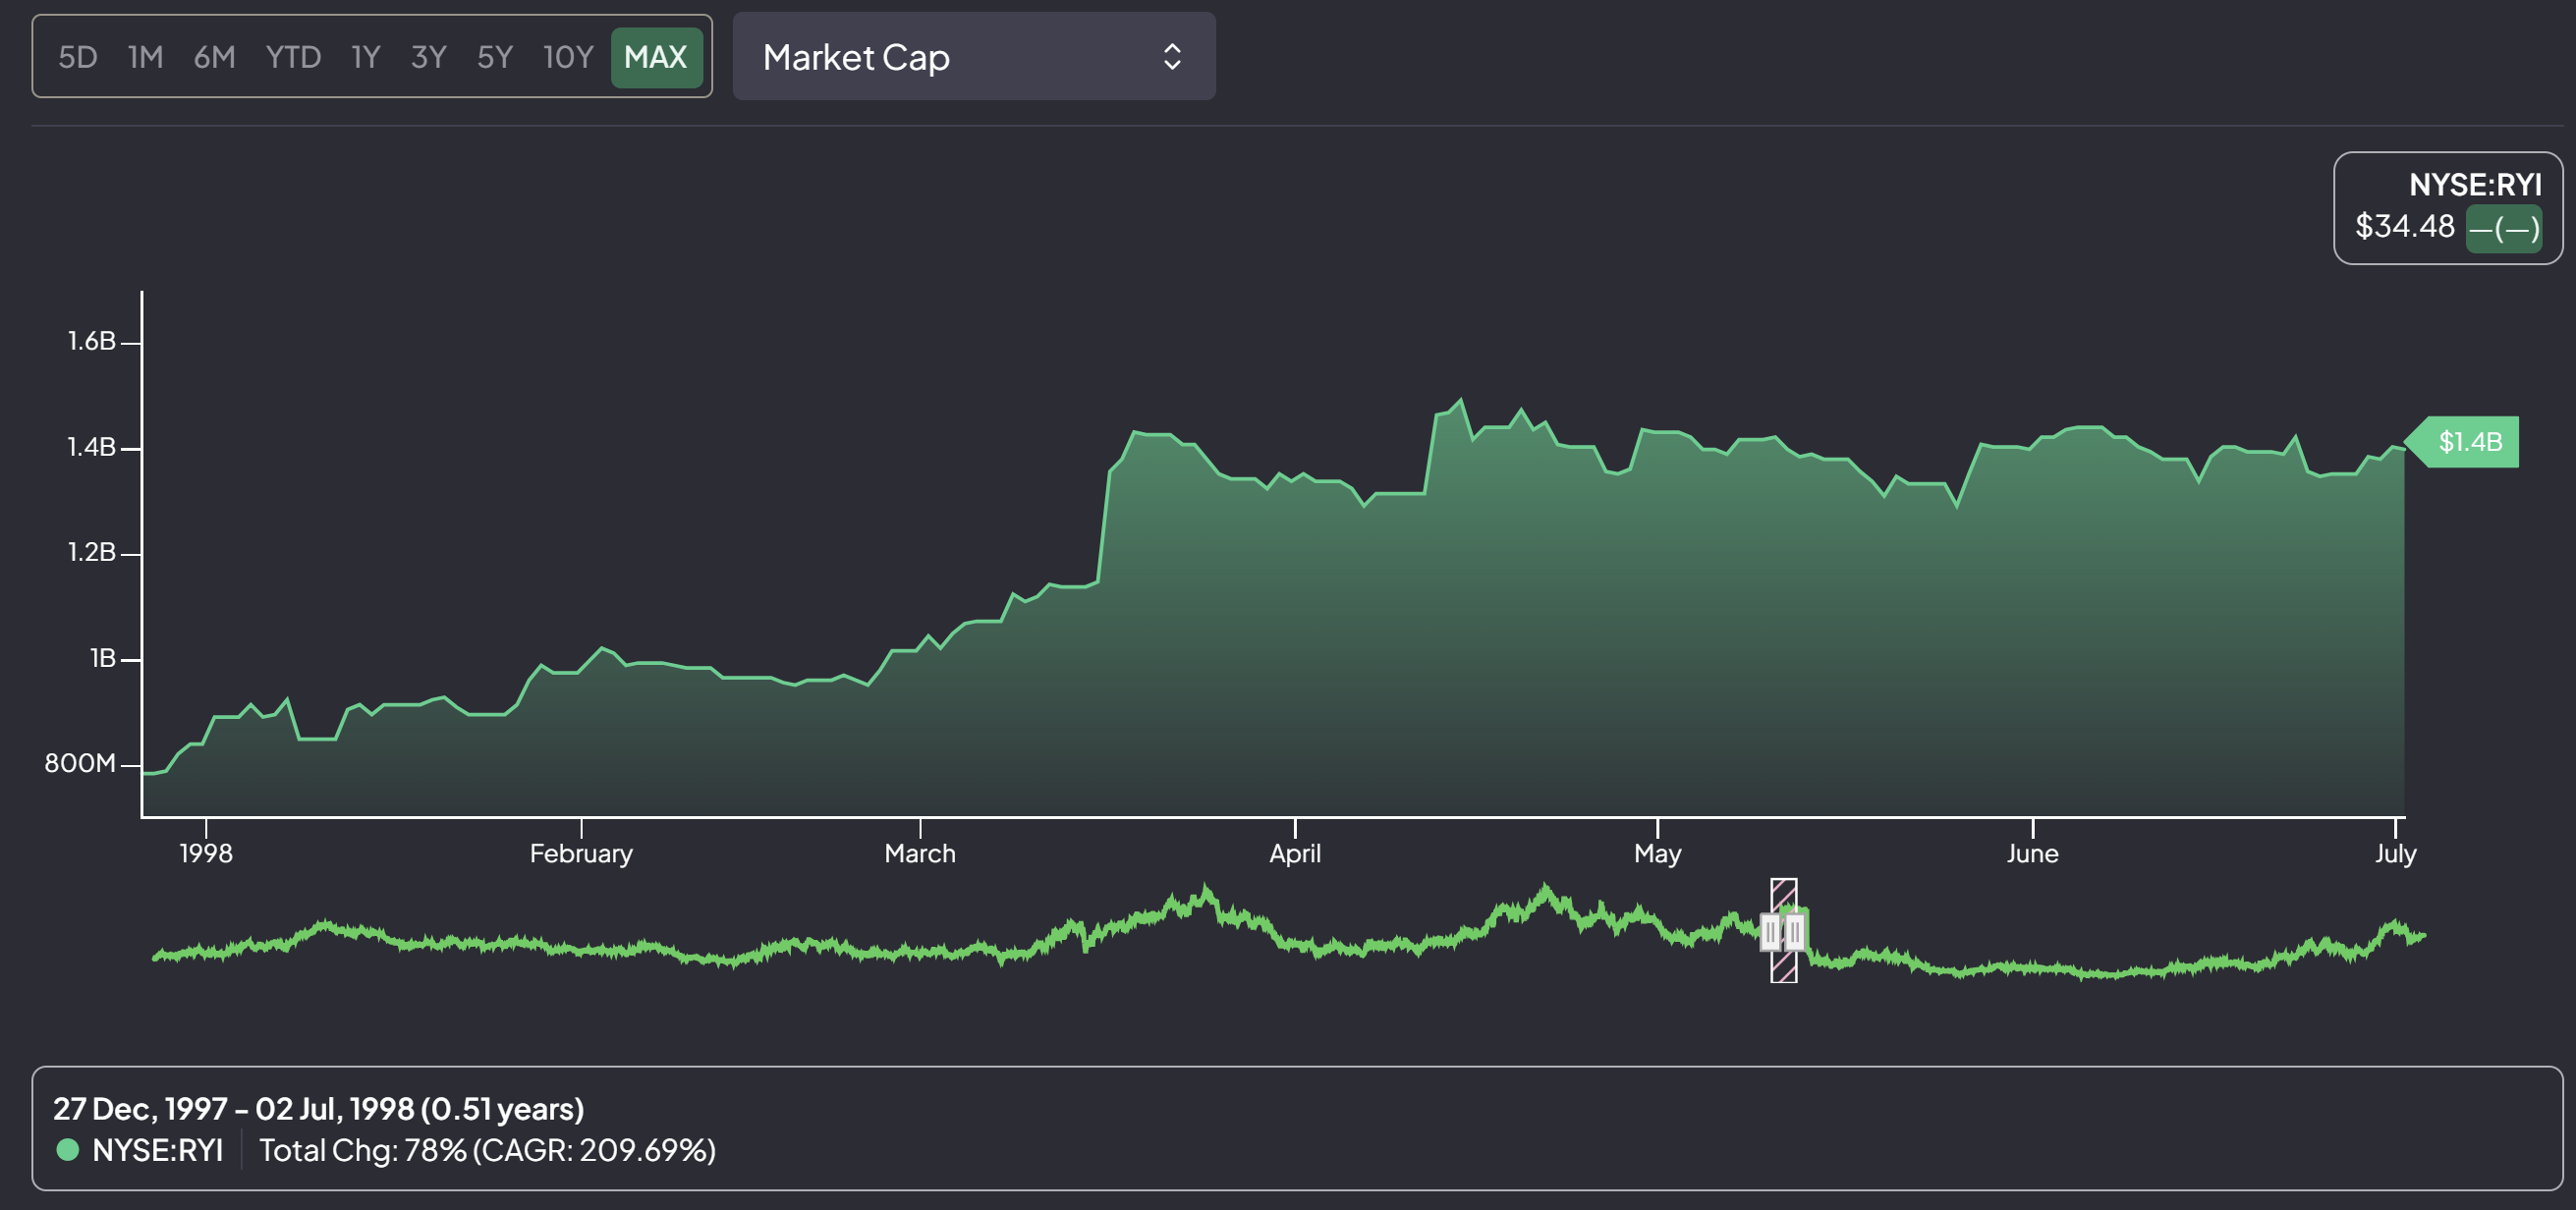 5D 1M 6M YTD 1Y 3Y 5Y 10Y MAX
Market Cap
NYSE:RYI
$34.48 —(—)
1.6B
1.4B
1.2B
1B
800M
$1.4B
1998 February March April May June July
27 Dec, 1997 - 02 Jul, 1998 (0.51 years)
NYSE:RYI Total Chg: 78% (CAGR: 209.69%)